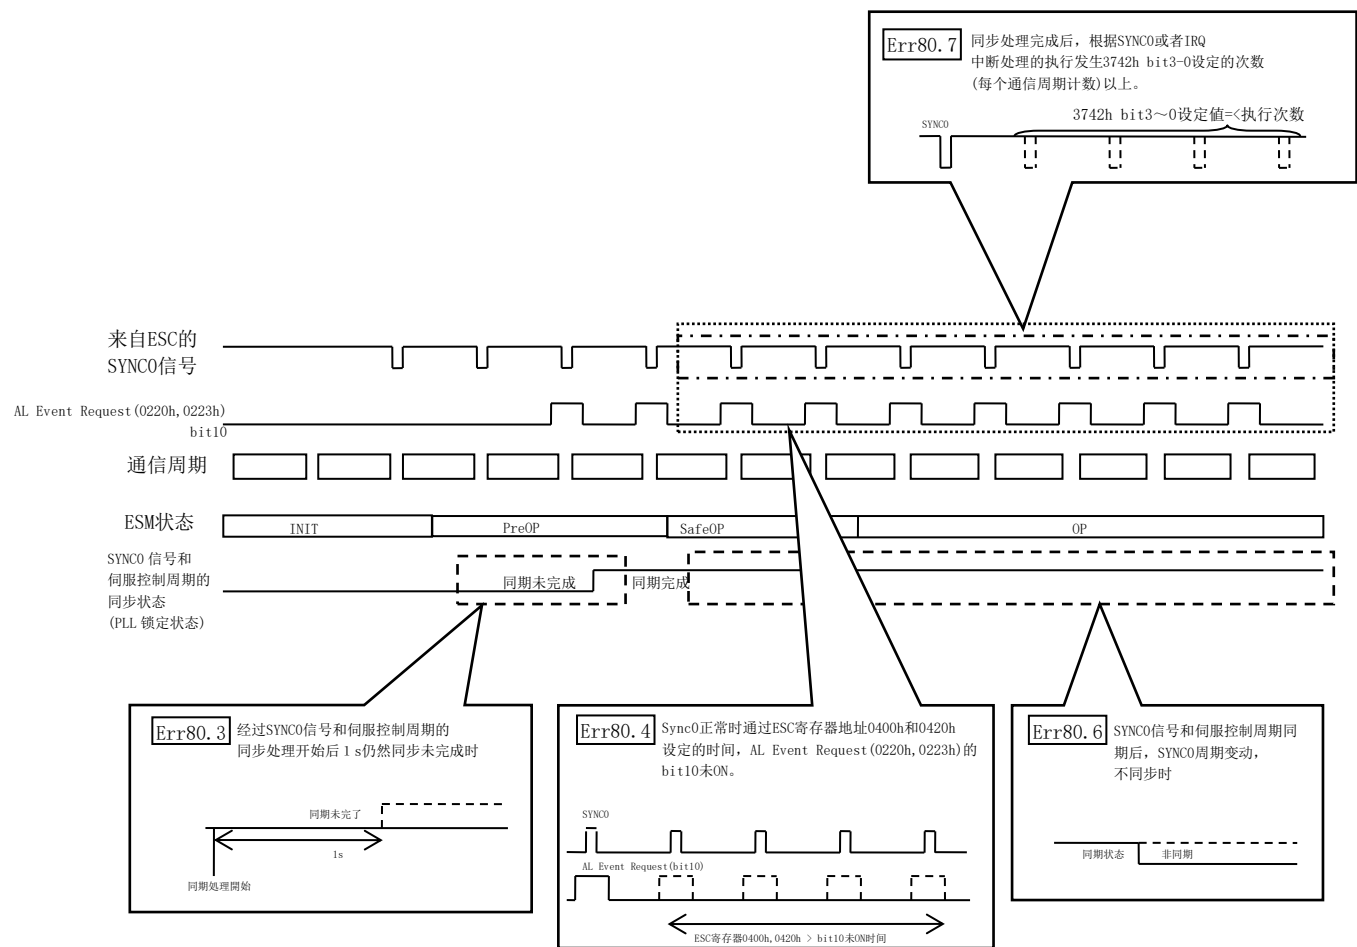 Err80.7
同步处理完成后，根据SYNC0或者IRQ
中断处理的执行发生3742h bit3-0设定的次数
(每个通信周期计数)以上。
3742h bit3～0设定値=<执行次数
SYNC0
来自ESC的
SYNC0信号
AL Event Request(0220h,0223h)
bit10
通信周期
ESM状态
INIT
PreOP
SafeOP
OP
SYNC0 信号和
伺服控制周期的
同步状态
(PLL 锁定状态)
同期未完成
同期完成
Err80.3
经过SYNC0信号和伺服控制周期的
同步处理开始后１s仍然同步未完成时
同期未完了
1s
同期処理開始
Err80.4
Sync0正常时通过ESC寄存器地址0400h和0420h
设定的时间，AL Event Request(0220h,0223h)的
bit10未ON。
SYNC0
AL Event Request(bit10)
ESC寄存器0400h,0420h > bit10未ON时间
Err80.6
SYNC0信号和伺服控制周期同
期后，SYNC0周期变动，
不同步时
同期状态
非同期